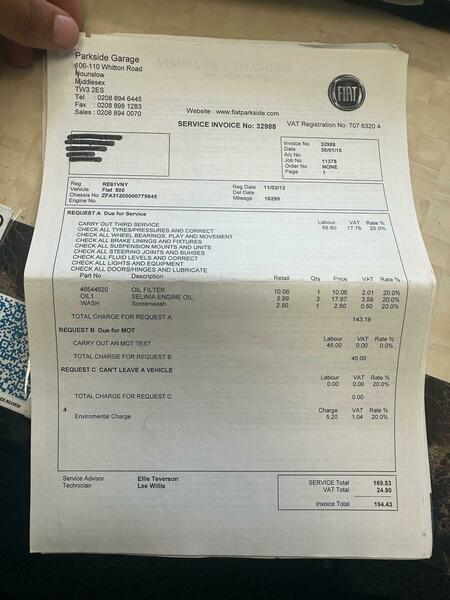 Parkside Garage
106-110 Whitton Road
Hounslow
Middlesex
TW3 2ES
Tel : 0208 894 6445
Fax : 0208 898 1283
Sales : 0208 894 0070
VISUAL HEALTH CHECK
FIAT
Website : www.fiatparkside.com
SERVICE INVOICE No: 32988 VAT Registration No: 707 6320 4
Invoice No 32988
Date 30/01/15
A/c No
Job No. 11378
Order No NONE
Page 1
Reg RE61VNY Reg Date 11/02/12
Vehicle Fiat 500 Del Date
Chassis No ZFA31200000779645 Mileage 16299
Engine No
REQUEST A Due for Service
Labour VAT Rate %
CARRY OUT THIRD SERVICE 88.80 17.76 20.0%
CHECK ALL TYRES/PRESSURES AND CORRECT
CHECK ALL WHEEL BEARINGS, PLAY AND MOVEMENT
CHECK ALL BRAKE LININGS AND FIXTURES
CHECK ALL SUSPENSION MOUNTS AND UNITS
CHECK ALL STEERING JOINTS AND BUHSES
CHECK ALL FLUID LEVELS AND CORRECT
CHECK ALL LIGHTS AND EQUIPMENT
CHECK ALL DOORS/HINGES AND LUBRICATE
Part No Description Retail Qty Price VAT Rate %
46544820 OIL FILTER 10.06 1 10.06 2.01 20.0%
OIL1 SELINIA ENGINE OIL 5.99 3 17.97 3.59 20.0%
WASH Screenwash 2.50 1 2.50 0.50 20.0%
TOTAL CHARGE FOR REQUEST A 143.19
REQUEST B Due for MOT
Labour VAT Rate %
CARRY OUT AN MOT TEST 45.00 0.00 0.0%
TOTAL CHARGE FOR REQUEST B 45.00
REQUEST C CAN'T LEAVE A VEHICLE
Labour VAT Rate %
0.00 0.00 20.0%
TOTAL CHARGE FOR REQUEST C 0.00
4 Charge VAT Rate %
Enviromental Charge 5.20 1.04 20.0%
Service Advisor Ellie Teverson
Technician Lee Willis
SERVICE Total 169.53
VAT Total 24.90
Invoice Total 194.43